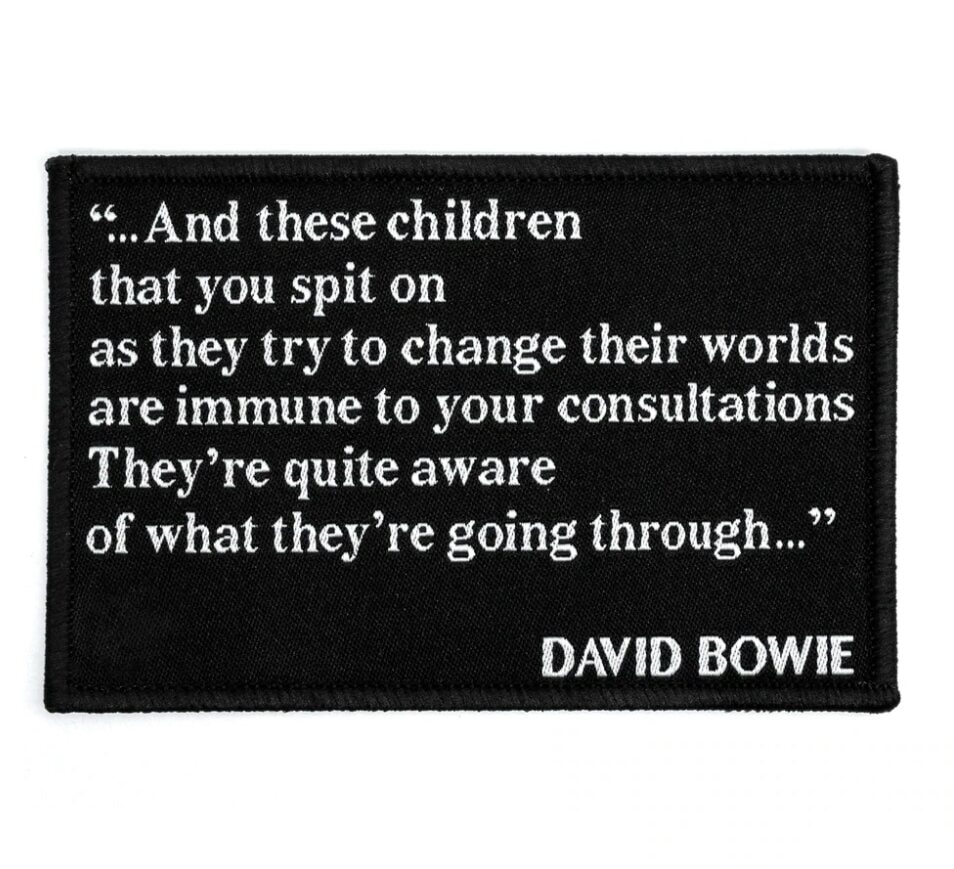 “...And these children
that you spit on
as they try to change their worlds
are immune to your consultations
They’re quite aware
of what they’re going through...”
DAVID BOWIE